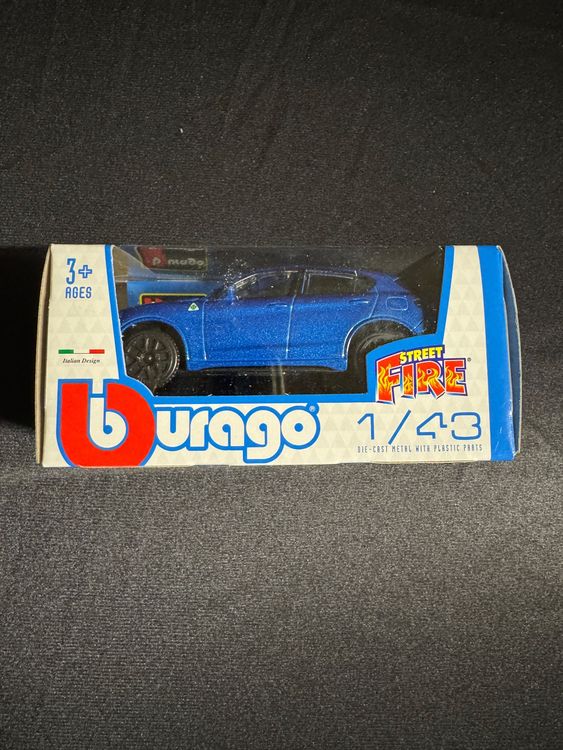 3+
AGES
Italian Design
STREET
FIRE®
burago®
1/43
DIE-CAST METAL WITH PLASTIC PARTS